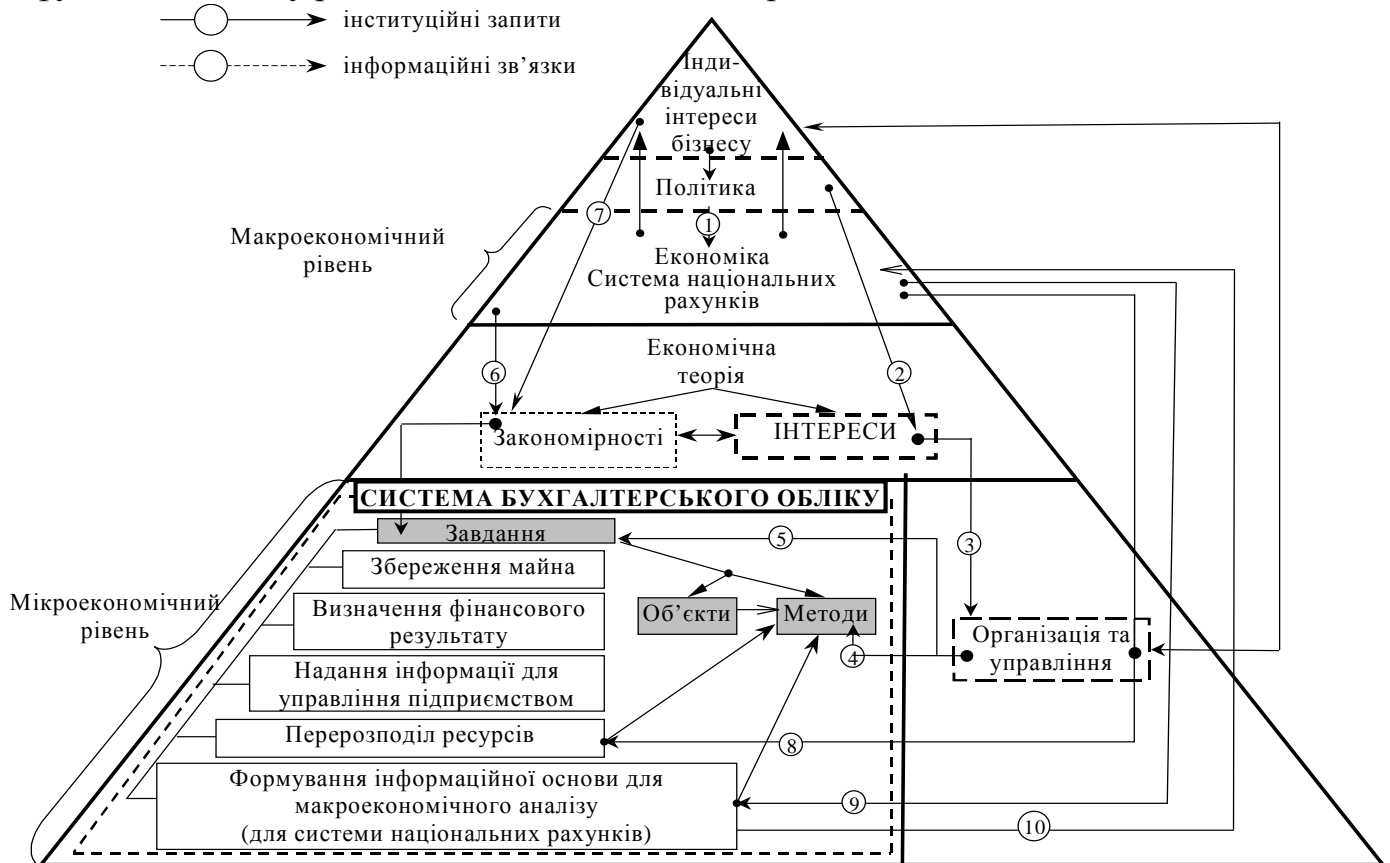 інституційні запити
інформаційні зв’язки
Інди-
відуальні
інтереси
бізнесу
Політика
7
1
Макроекономічний
рівень
Економіка
Система національних
рахунків
Економічна
теорія
6
2
Закономірності
ІНТЕРЕСИ
СИСТЕМА БУХГАЛТЕРСЬКОГО ОБЛІКУ
Завдання
5
3
Збереження майна
Мікроекономічний
рівень
Визначення фінансового
результату
Об’єкти
Методи
Організація та
управління
4
Надання інформації для
управління підприємством
Перерозподіл ресурсів
8
Формування інформаційної основи для
макроекономічного аналізу
(для системи національних рахунків)
9
10